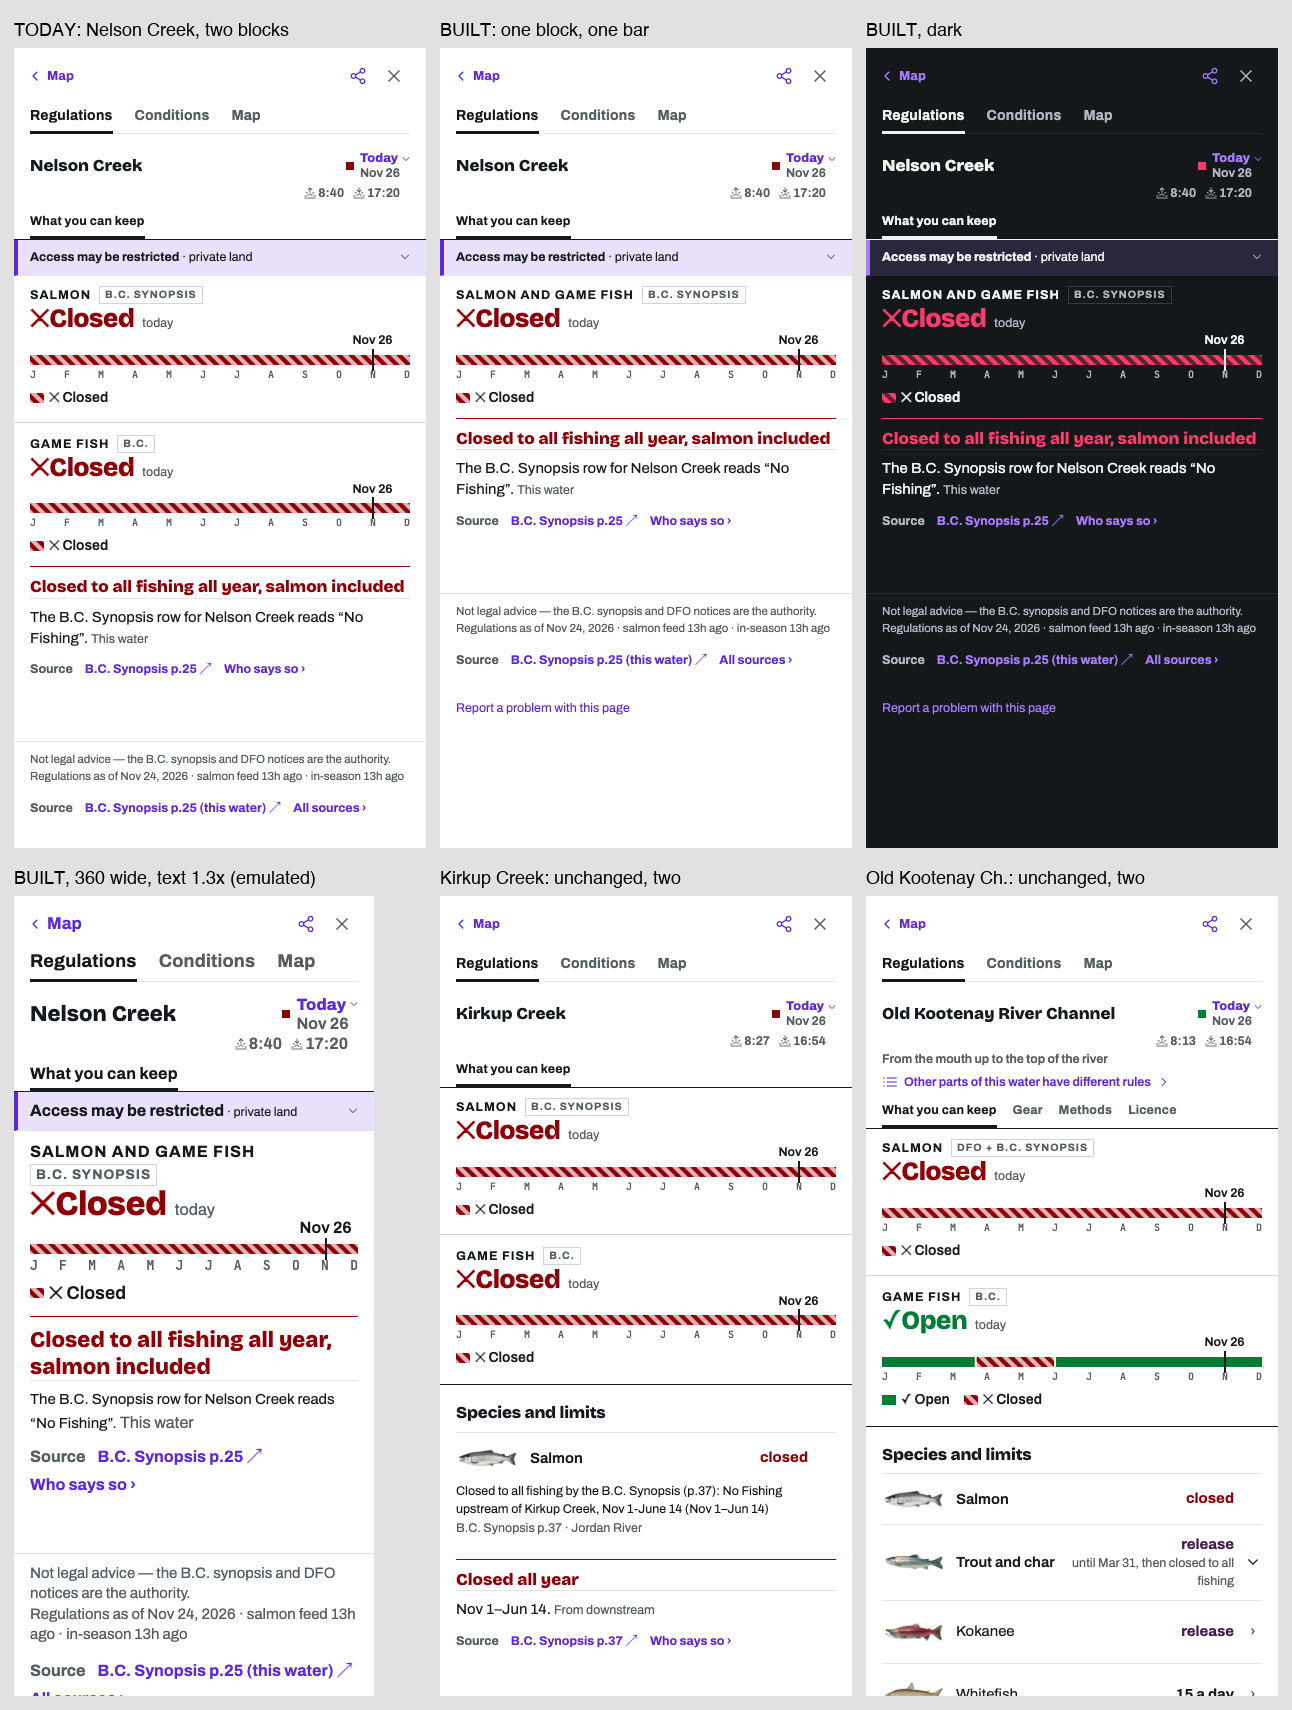 TODAY: Nelson Creek, two blocks
Map
Regulations Conditions Map
Nelson Creek
Today
Nov 26
8:40 17:20
What you can keep
Access may be restricted · private land
SALMON B.C. SYNOPSIS
Closed today
Nov 26
J F M A M J J A S O N D
Closed
GAME FISH B.C.
Closed today
Nov 26
J F M A M J J A S O N D
Closed
Closed to all fishing all year, salmon included
The B.C. Synopsis row for Nelson Creek reads “No
Fishing”. This water
Source B.C. Synopsis p.25 ↗ Who says so ›
Not legal advice — the B.C. synopsis and DFO notices are the authority.
Regulations as of Nov 24, 2026 · salmon feed 13h ago · in-season 13h ago
Source B.C. Synopsis p.25 (this water) ↗ All sources ›
BUILT: one block, one bar
Map
Regulations Conditions Map
Nelson Creek
Today
Nov 26
8:40 17:20
What you can keep
Access may be restricted · private land
SALMON AND GAME FISH B.C. SYNOPSIS
Closed today
Nov 26
J F M A M J J A S O N D
Closed
Closed to all fishing all year, salmon included
The B.C. Synopsis row for Nelson Creek reads “No
Fishing”. This water
Source B.C. Synopsis p.25 ↗ Who says so ›
Not legal advice — the B.C. synopsis and DFO notices are the authority.
Regulations as of Nov 24, 2026 · salmon feed 13h ago · in-season 13h ago
Source B.C. Synopsis p.25 (this water) ↗ All sources ›
Report a problem with this page
BUILT, dark
Map
Regulations Conditions Map
Nelson Creek
Today
Nov 26
8:40 17:20
What you can keep
Access may be restricted · private land
SALMON AND GAME FISH B.C. SYNOPSIS
Closed today
Nov 26
J F M A M J J A S O N D
Closed
Closed to all fishing all year, salmon included
The B.C. Synopsis row for Nelson Creek reads “No
Fishing”. This water
Source B.C. Synopsis p.25 ↗ Who says so ›
Not legal advice — the B.C. synopsis and DFO notices are the authority.
Regulations as of Nov 24, 2026 · salmon feed 13h ago · in-season 13h ago
Source B.C. Synopsis p.25 (this water) ↗ All sources ›
Report a problem with this page
BUILT, 360 wide, text 1.3x (emulated)
Map
Regulations Conditions Map
Nelson Creek
Today
Nov 26
8:40 17:20
What you can keep
Access may be restricted · private land
SALMON AND GAME FISH
B.C. SYNOPSIS
Closed today
Nov 26
J F M A M J J A S O N D
Closed
Closed to all fishing all year,
salmon included
The B.C. Synopsis row for Nelson Creek reads
“No Fishing”. This water
Source B.C. Synopsis p.25 ↗
Who says so ›
Not legal advice — the B.C. synopsis and DFO
notices are the authority.
Regulations as of Nov 24, 2026 · salmon feed 13h
ago · in-season 13h ago
Source B.C. Synopsis p.25 (this water) ↗
All sources ›
Kirkup Creek: unchanged, two
Map
Regulations Conditions Map
Kirkup Creek
Today
Nov 26
8:27 16:54
What you can keep
SALMON B.C. SYNOPSIS
Closed today
Nov 26
J F M A M J J A S O N D
Closed
GAME FISH B.C.
Closed today
Nov 26
J F M A M J J A S O N D
Closed
Species and limits
Salmon closed
Closed to all fishing by the B.C. Synopsis (p.37): No Fishing
upstream of Kirkup Creek, Nov 1-June 14 (Nov 1–Jun 14)
B.C. Synopsis p.37 · Jordan River
Closed all year
Nov 1–Jun 14. From downstream
Source B.C. Synopsis p.37 ↗ Who says so ›
Old Kootenay Ch.: unchanged, two
Map
Regulations Conditions Map
Old Kootenay River Channel
Today
Nov 26
8:13 16:54
From the mouth up to the top of the river
Other parts of this water have different rules
What you can keep Gear Methods Licence
SALMON DFO + B.C. SYNOPSIS
Closed today
Nov 26
J F M A M J J A S O N D
Closed
GAME FISH B.C.
Open today
Nov 26
J F M A M J J A S O N D
Open Closed
Species and limits
Salmon closed
Trout and char release
until Mar 31, then closed to all
fishing
Kokanee release
Whitefish 15 a day